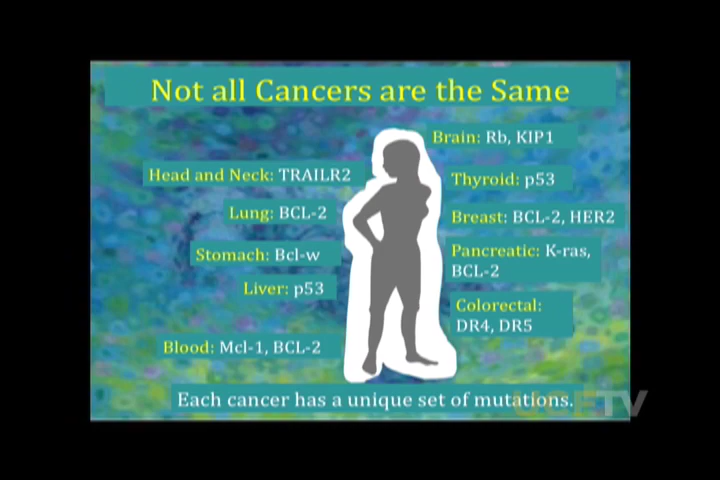 Not all Cancers are the Same
Brain: Rb, KIP1
Head and Neck: TRAILR2
Thyroid: p53
Lung: BCL-2
Breast: BCL-2, HER2
Stomach: Bcl-w
Pancreatic: K-ras,
BCL-2
Liver: p53
Colorectal:
DR4, DR5
Blood: Mcl-1, BCL-2
Each cancer has a unique set of mutations.
UCTV